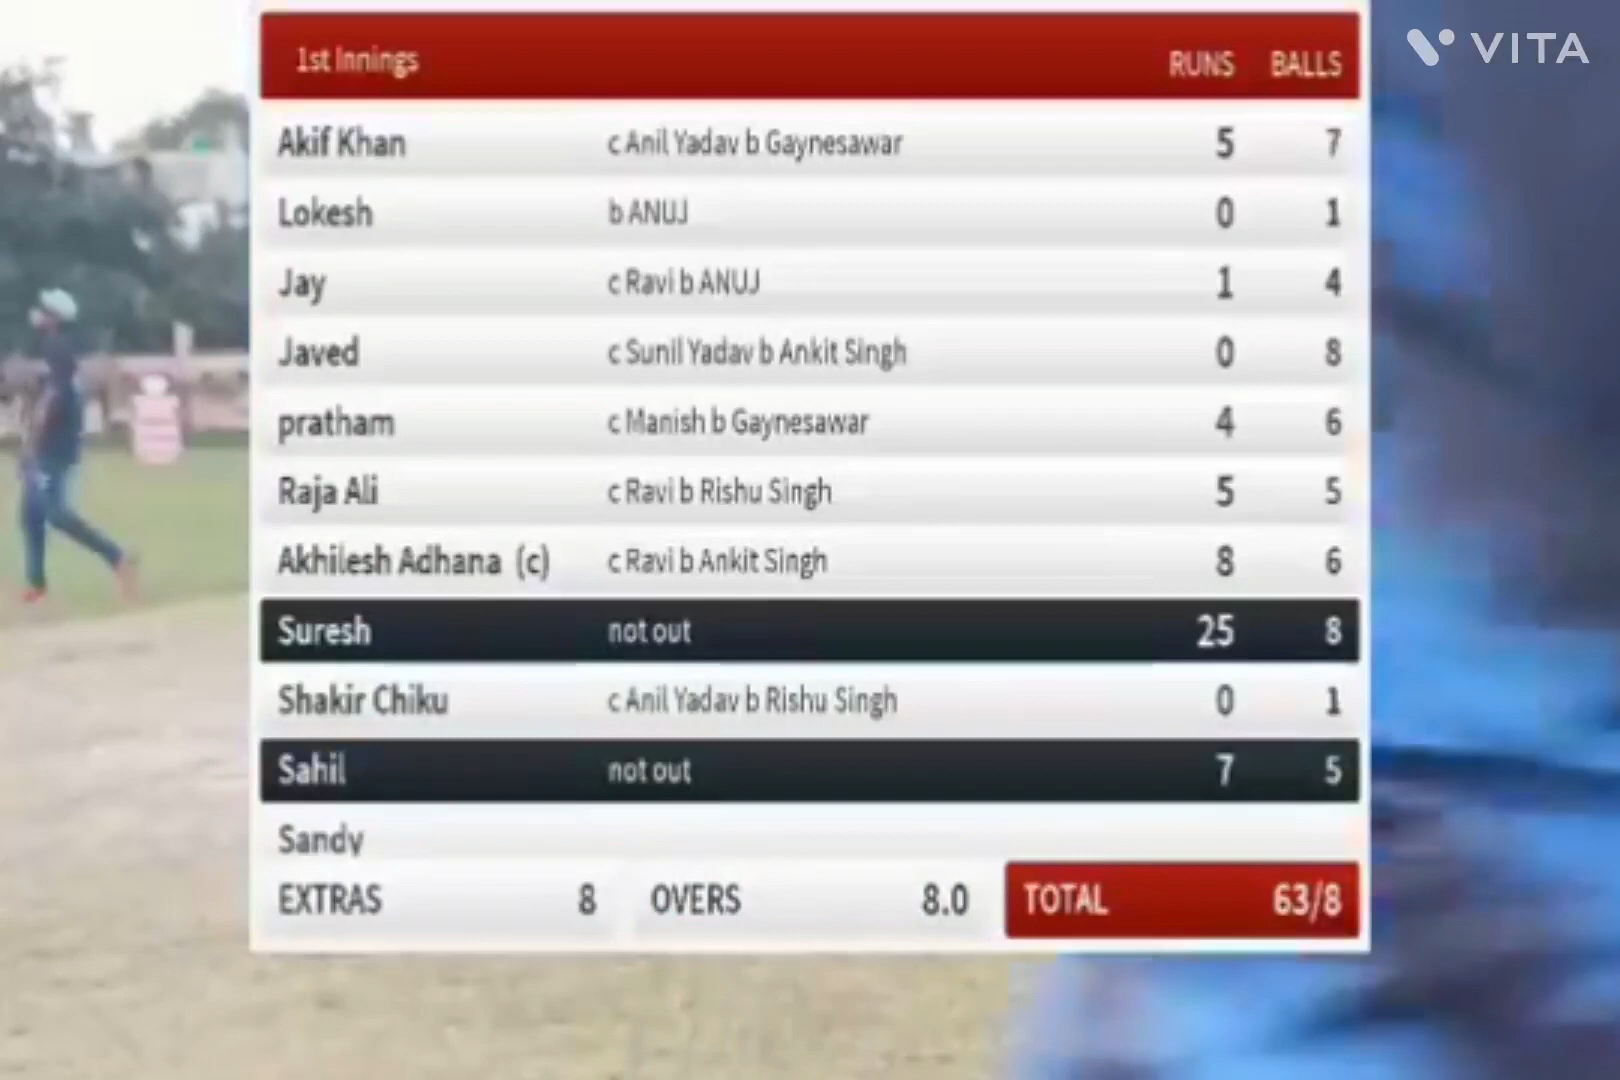 VITA
1st Innings RUNS BALLS
Akif Khan c Anil Yadav b Gaynesawar 5 7
Lokesh b ANUJ 0 1
Jay c Ravi b ANUJ 1 4
Javed c Sunil Yadav b Ankit Singh 0 8
pratham c Manish b Gaynesawar 4 6
Raja Ali c Ravi b Rishu Singh 5 5
Akhilesh Adhana (c) c Ravi b Ankit Singh 8 6
Suresh not out 25 8
Shakir Chiku c Anil Yadav b Rishu Singh 0 1
Sahil not out 7 5
Sandy
EXTRAS 8 OVERS 8.0 TOTAL 63/8